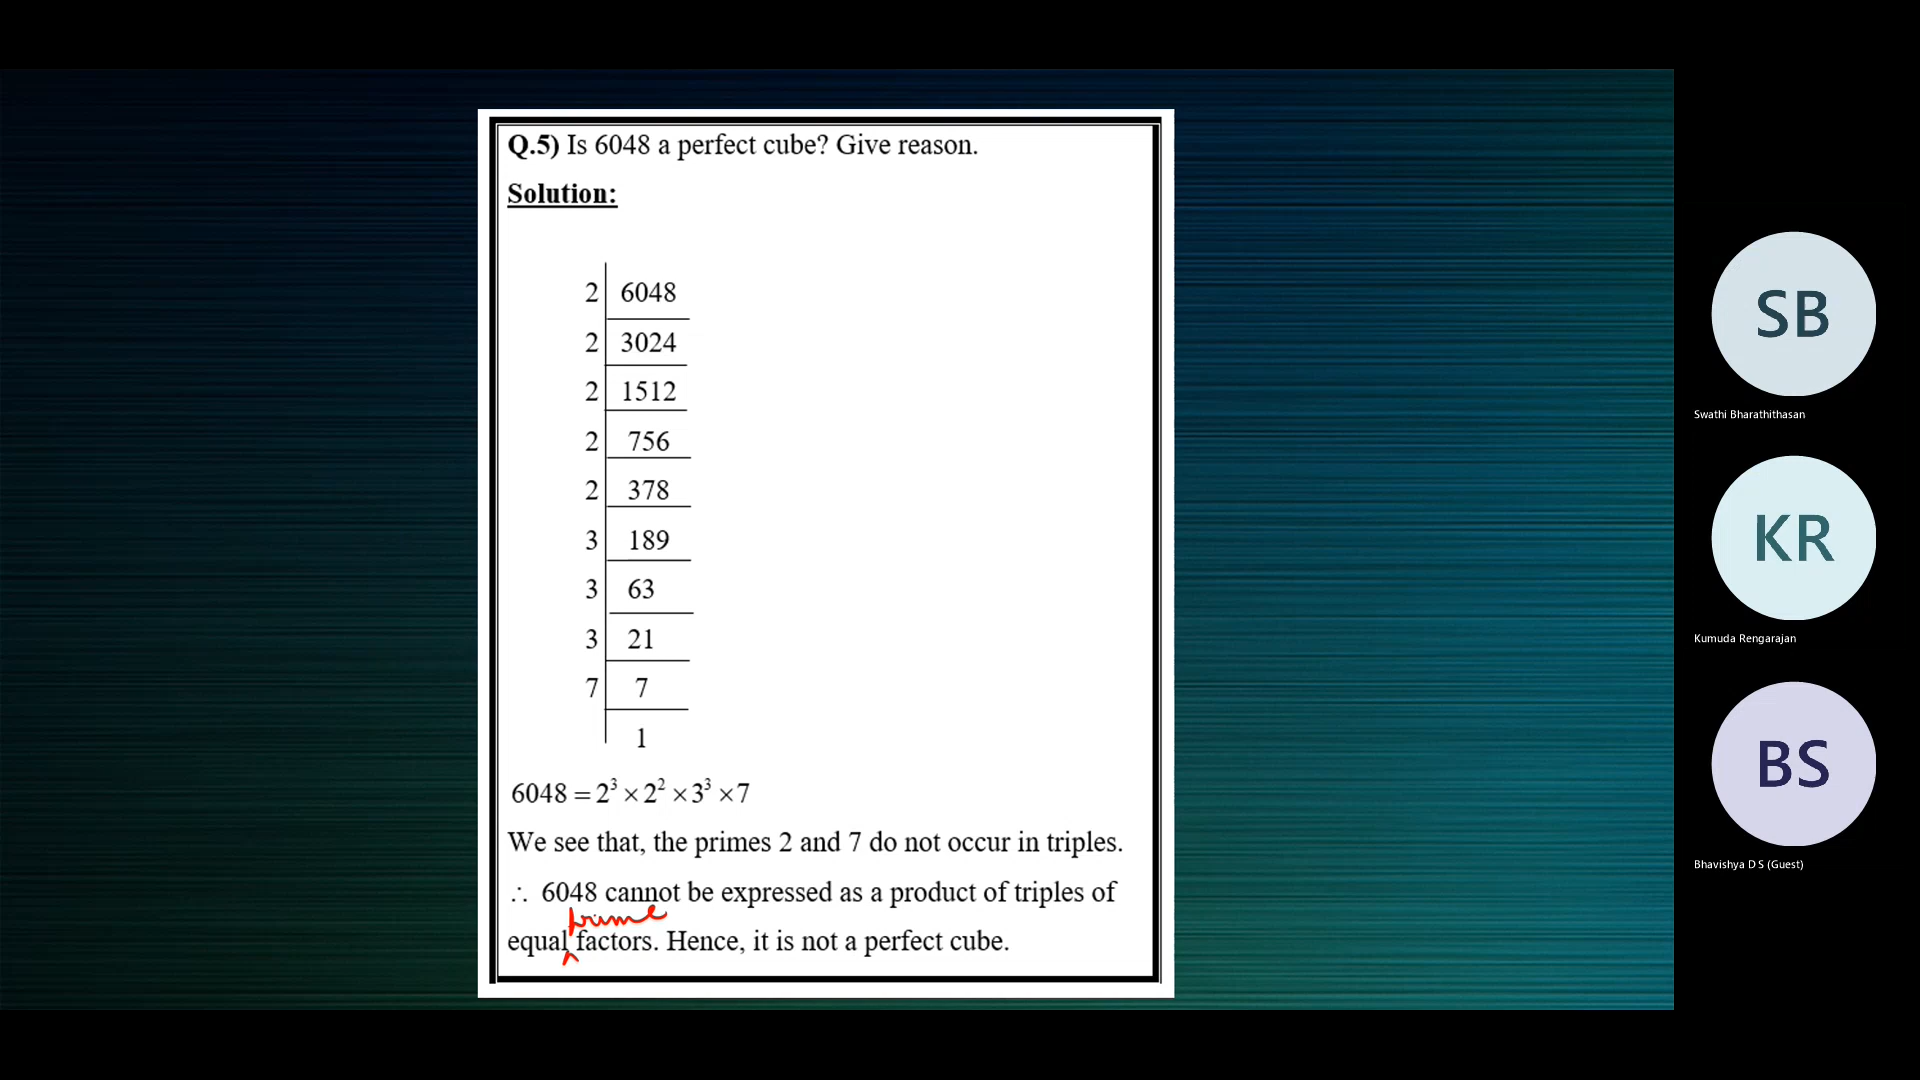 Q.5) Is 6048 a perfect cube? Give reason.
Solution:
2 6048
2 3024
2 1512
2 756
2 378
3 189
3 63
3 21
7 7
1
6048 = 2³ × 2² × 3³ × 7
We see that, the primes 2 and 7 do not occur in triples.
∴ 6048 cannot be expressed as a product of triples of
prime
equal factors. Hence, it is not a perfect cube.
SB
Swathi Bharathithasan
KR
Kumuda Rengarajan
BS
Bhavishya D S (Guest)